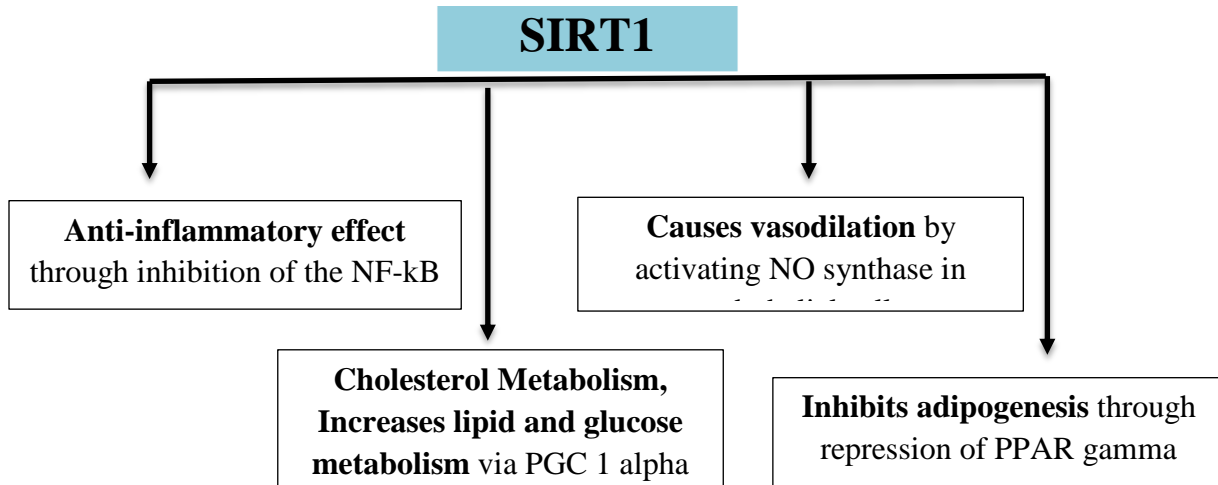 SIRT1
Anti-inflammatory effect
through inhibition of the NF-kB
Causes vasodilation by
activating NO synthase in
Cholesterol Metabolism,
Increases lipid and glucose
metabolism via PGC 1 alpha
Inhibits adipogenesis through
repression of PPAR gamma